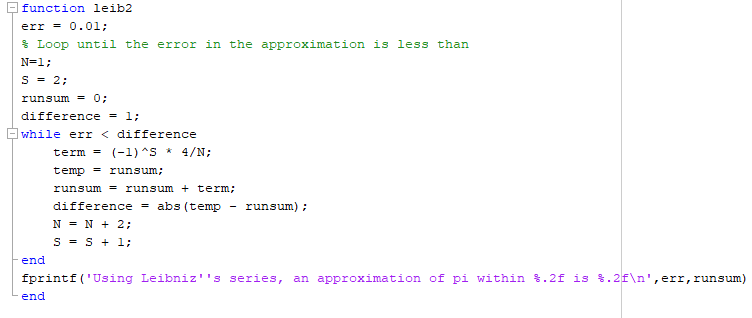 function leib2
err = 0.01;
% Loop until the error in the approximation is less than
N=1;
S = 2;
runsum = 0;
difference = 1;
while err < difference
    term = (-1)^S * 4/N;
    temp = runsum;
    runsum = runsum + term;
    difference = abs(temp - runsum);
    N = N + 2;
    S = S + 1;
end
fprintf('Using Leibniz''s series, an approximation of pi within %.2f is %.2f\n',err,runsum)
end